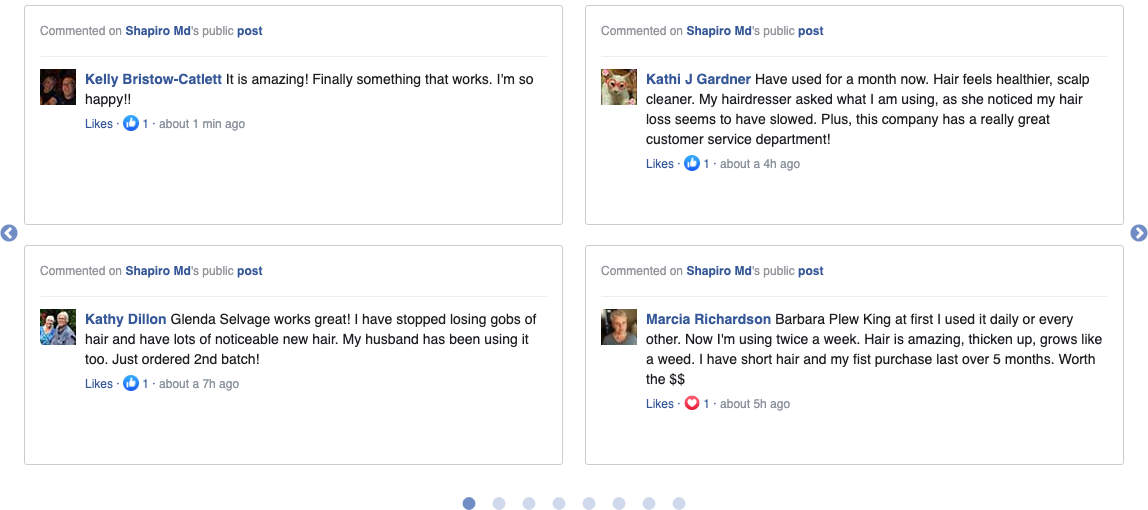 Commented on Shapiro Md's public post
Kelly Bristow-Catlett It is amazing! Finally something that works. I'm so
happy!!
Likes · 1 · about 1 min ago
Commented on Shapiro Md's public post
Kathi J Gardner Have used for a month now. Hair feels healthier, scalp
cleaner. My hairdresser asked what I am using, as she noticed my hair
loss seems to have slowed. Plus, this company has a really great
customer service department!
Likes · 1 · about a 4h ago
Commented on Shapiro Md's public post
Kathy Dillon Glenda Selvage works great! I have stopped losing gobs of
hair and have lots of noticeable new hair. My husband has been using it
too. Just ordered 2nd batch!
Likes · 1 · about a 7h ago
Commented on Shapiro Md's public post
Marcia Richardson Barbara Plew King at first I used it daily or every
other. Now I'm using twice a week. Hair is amazing, thicken up, grows like
a weed. I have short hair and my fist purchase last over 5 months. Worth
the $$
Likes · 1 · about 5h ago